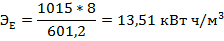 Э_Е = 1015 * 8 / 601,2 = 13,51 кВт ч/м³